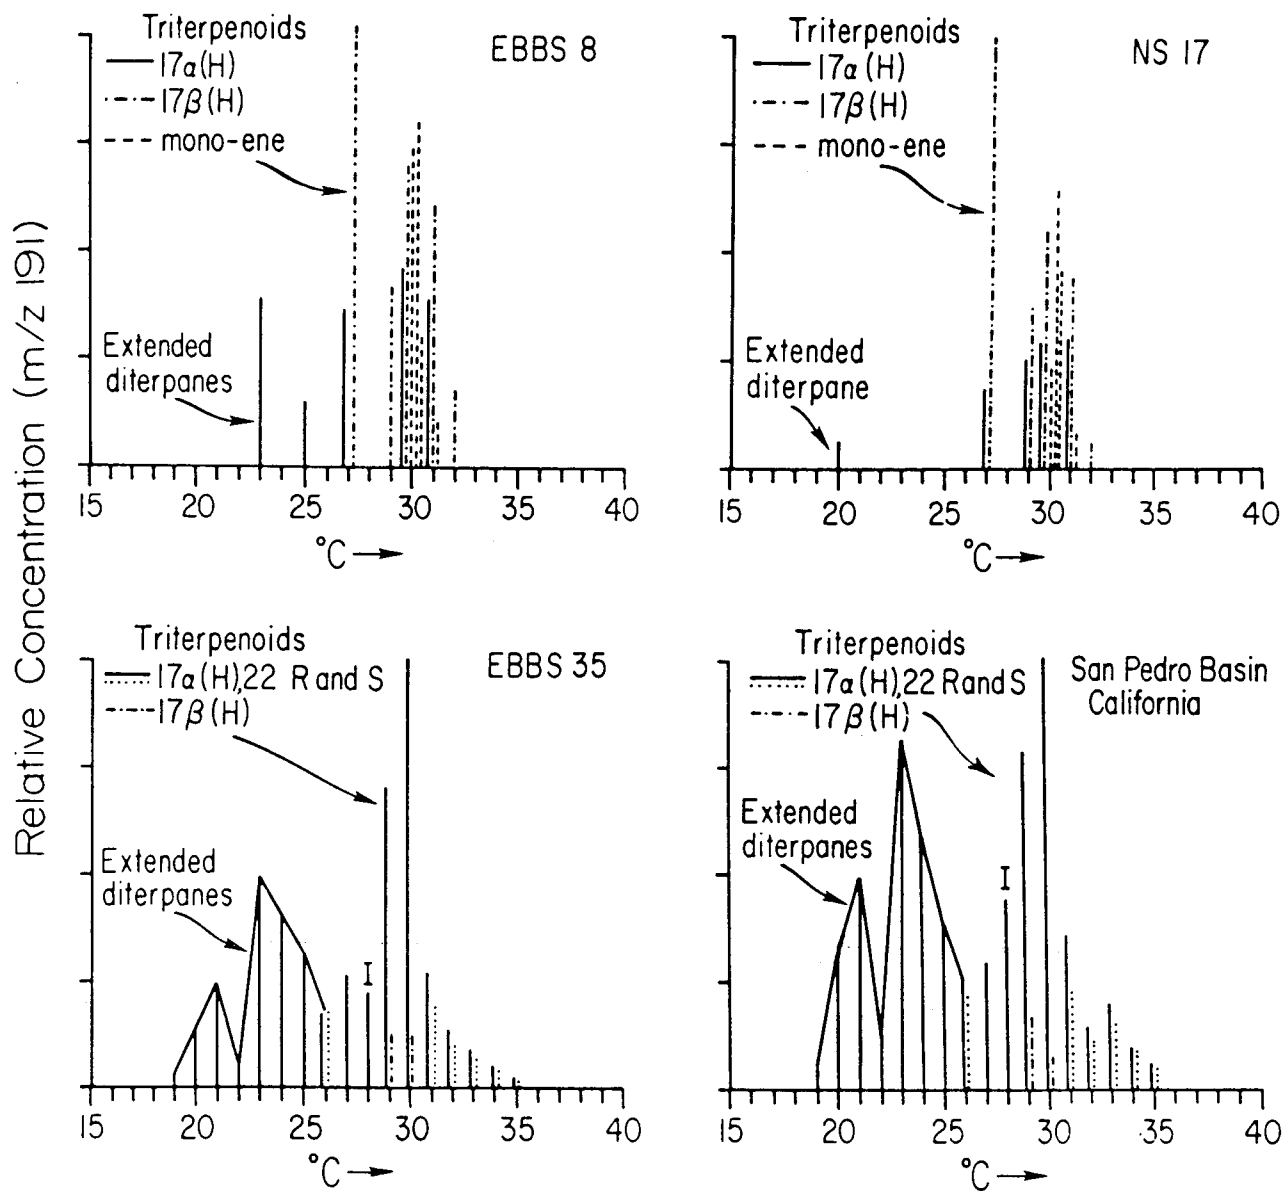 Relative Concentration (m/z 191)
Triterpenoids
17α(H)
17β(H)
mono-ene
EBBS 8
Extended
diterpanes
15 20 25 30 35 40
°C
Triterpenoids
17α(H)
17β(H)
mono-ene
NS 17
Extended
diterpane
15 20 25 30 35 40
°C
Triterpenoids
17α(H),22 R and S
17β(H)
EBBS 35
Extended
diterpanes
I
15 20 25 30 35 40
°C
Triterpenoids
17α(H),22 R and S
17β(H)
San Pedro Basin
California
Extended
diterpanes
I
15 20 25 30 35 40
°C